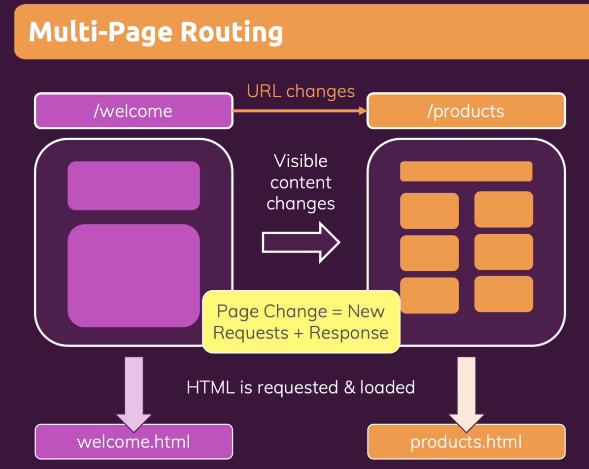 Multi-Page Routing
URL changes
/welcome
/products
Visible
content
changes
Page Change = New
Requests + Response
HTML is requested & loaded
welcome.html
products.html